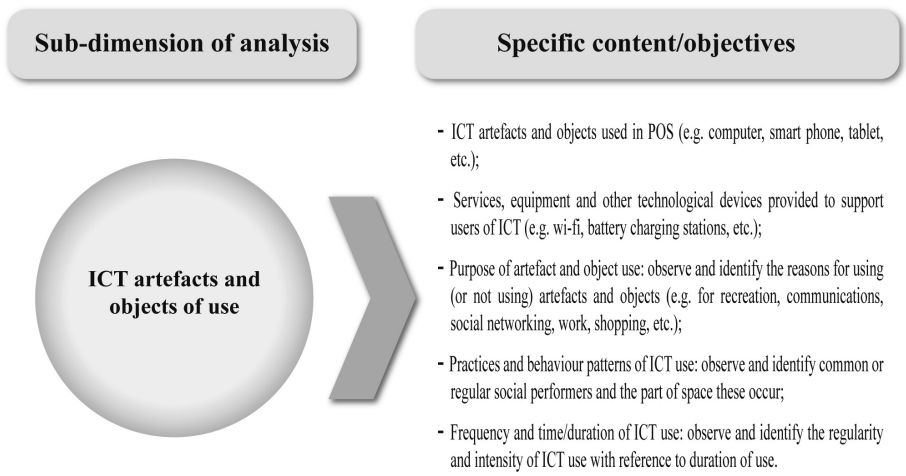 Sub-dimension of analysis
Specific content/objectives
ICT artefacts and
objects of use
- ICT artefacts and objects used in POS (e.g. computer, smart phone, tablet,
etc.);
- Services, equipment and other technological devices provided to support
users of ICT (e.g. wi-fi, battery charging stations, etc.);
- Purpose of artefact and object use: observe and identify the reasons for using
(or not using) artefacts and objects (e.g. for recreation, communications,
social networking, work, shopping, etc.);
- Practices and behaviour patterns of ICT use: observe and identify common or
regular social performers and the part of space these occur;
- Frequency and time/duration of ICT use: observe and identify the regularity
and intensity of ICT use with reference to duration of use.